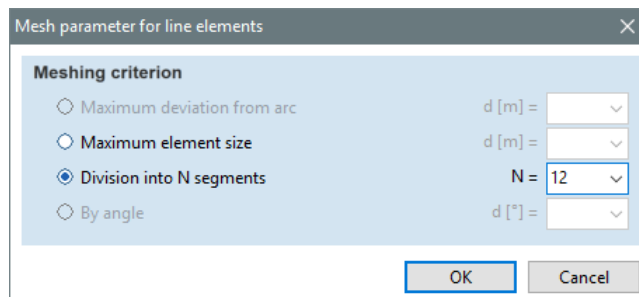 Mesh parameter for line elements
Meshing criterion
Maximum deviation from arc d [m] =
Maximum element size d [m] =
Division into N segments N = 12
By angle d [°] =
OK Cancel